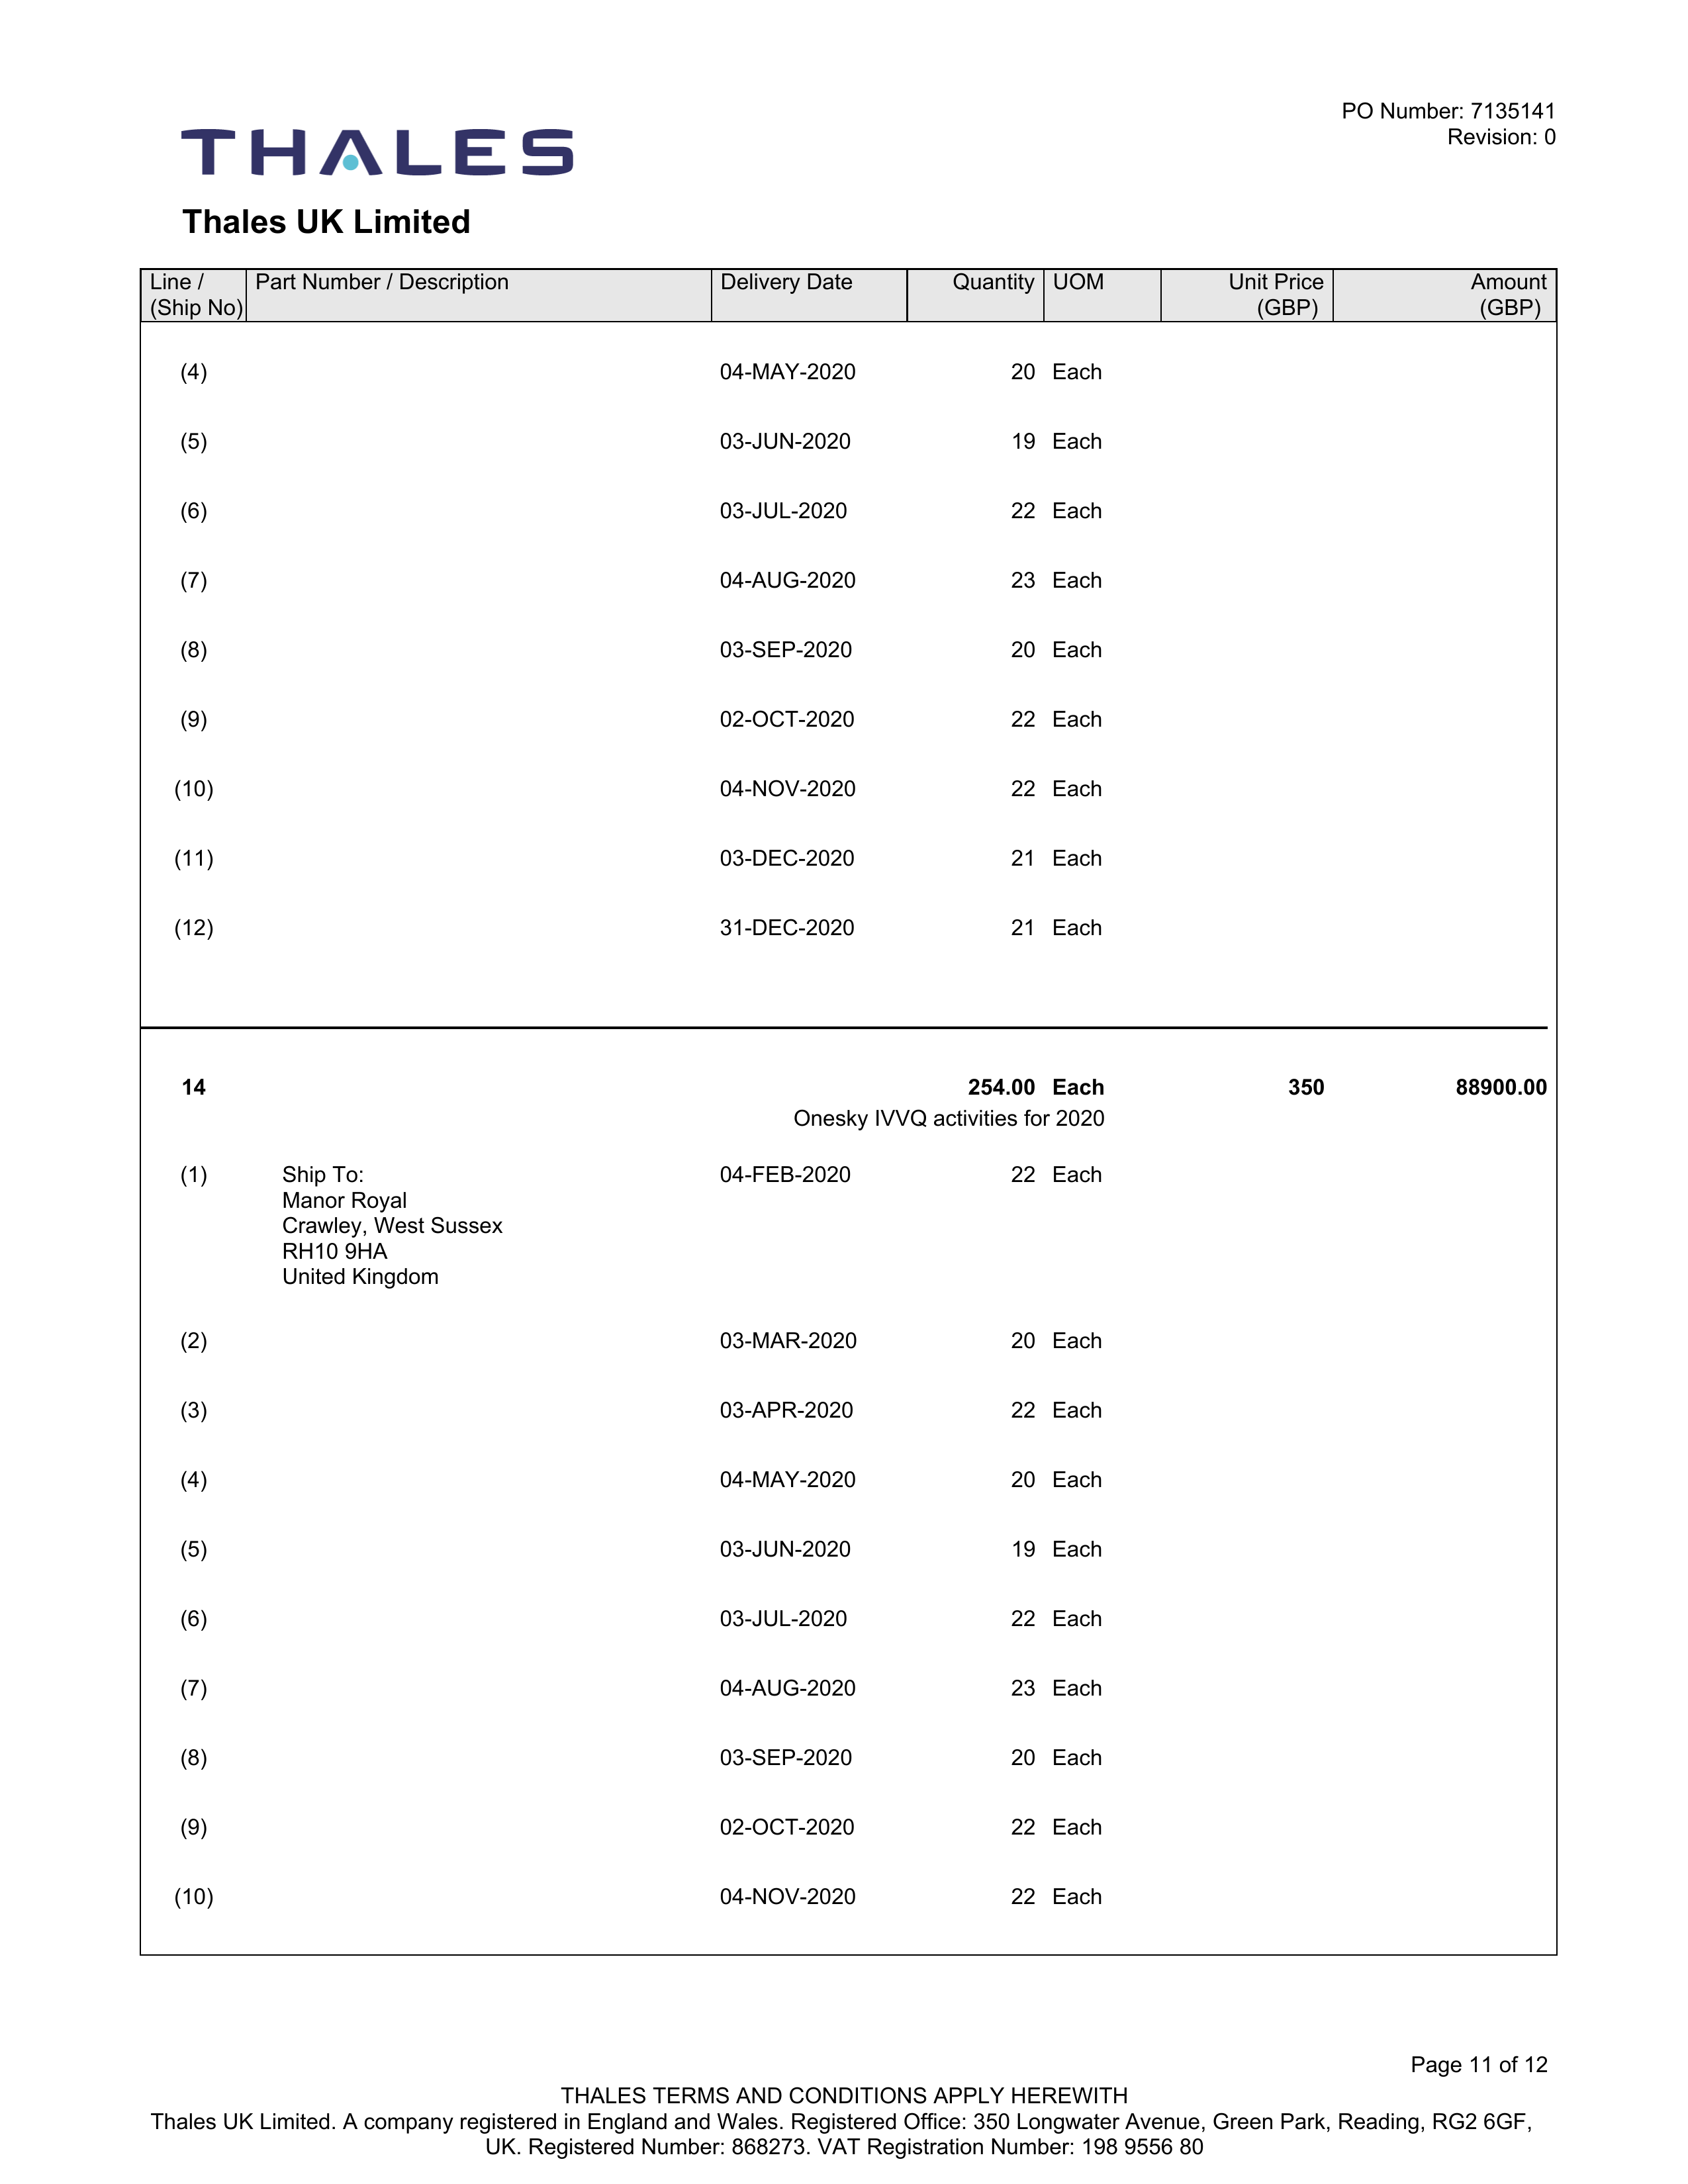 PO Number: 7135141
Revision: 0
THALES
Thales UK Limited
Line / (Ship No) Part Number / Description Delivery Date Quantity UOM Unit Price (GBP) Amount (GBP)
(4) 04-MAY-2020 20 Each
(5) 03-JUN-2020 19 Each
(6) 03-JUL-2020 22 Each
(7) 04-AUG-2020 23 Each
(8) 03-SEP-2020 20 Each
(9) 02-OCT-2020 22 Each
(10) 04-NOV-2020 22 Each
(11) 03-DEC-2020 21 Each
(12) 31-DEC-2020 21 Each
14 254.00 Each 350 88900.00
Onesky IVVQ activities for 2020
(1) Ship To: 04-FEB-2020 22 Each
Manor Royal
Crawley, West Sussex
RH10 9HA
United Kingdom
(2) 03-MAR-2020 20 Each
(3) 03-APR-2020 22 Each
(4) 04-MAY-2020 20 Each
(5) 03-JUN-2020 19 Each
(6) 03-JUL-2020 22 Each
(7) 04-AUG-2020 23 Each
(8) 03-SEP-2020 20 Each
(9) 02-OCT-2020 22 Each
(10) 04-NOV-2020 22 Each
Page 11 of 12
THALES TERMS AND CONDITIONS APPLY HEREWITH
Thales UK Limited. A company registered in England and Wales. Registered Office: 350 Longwater Avenue, Green Park, Reading, RG2 6GF,
UK. Registered Number: 868273. VAT Registration Number: 198 9556 80